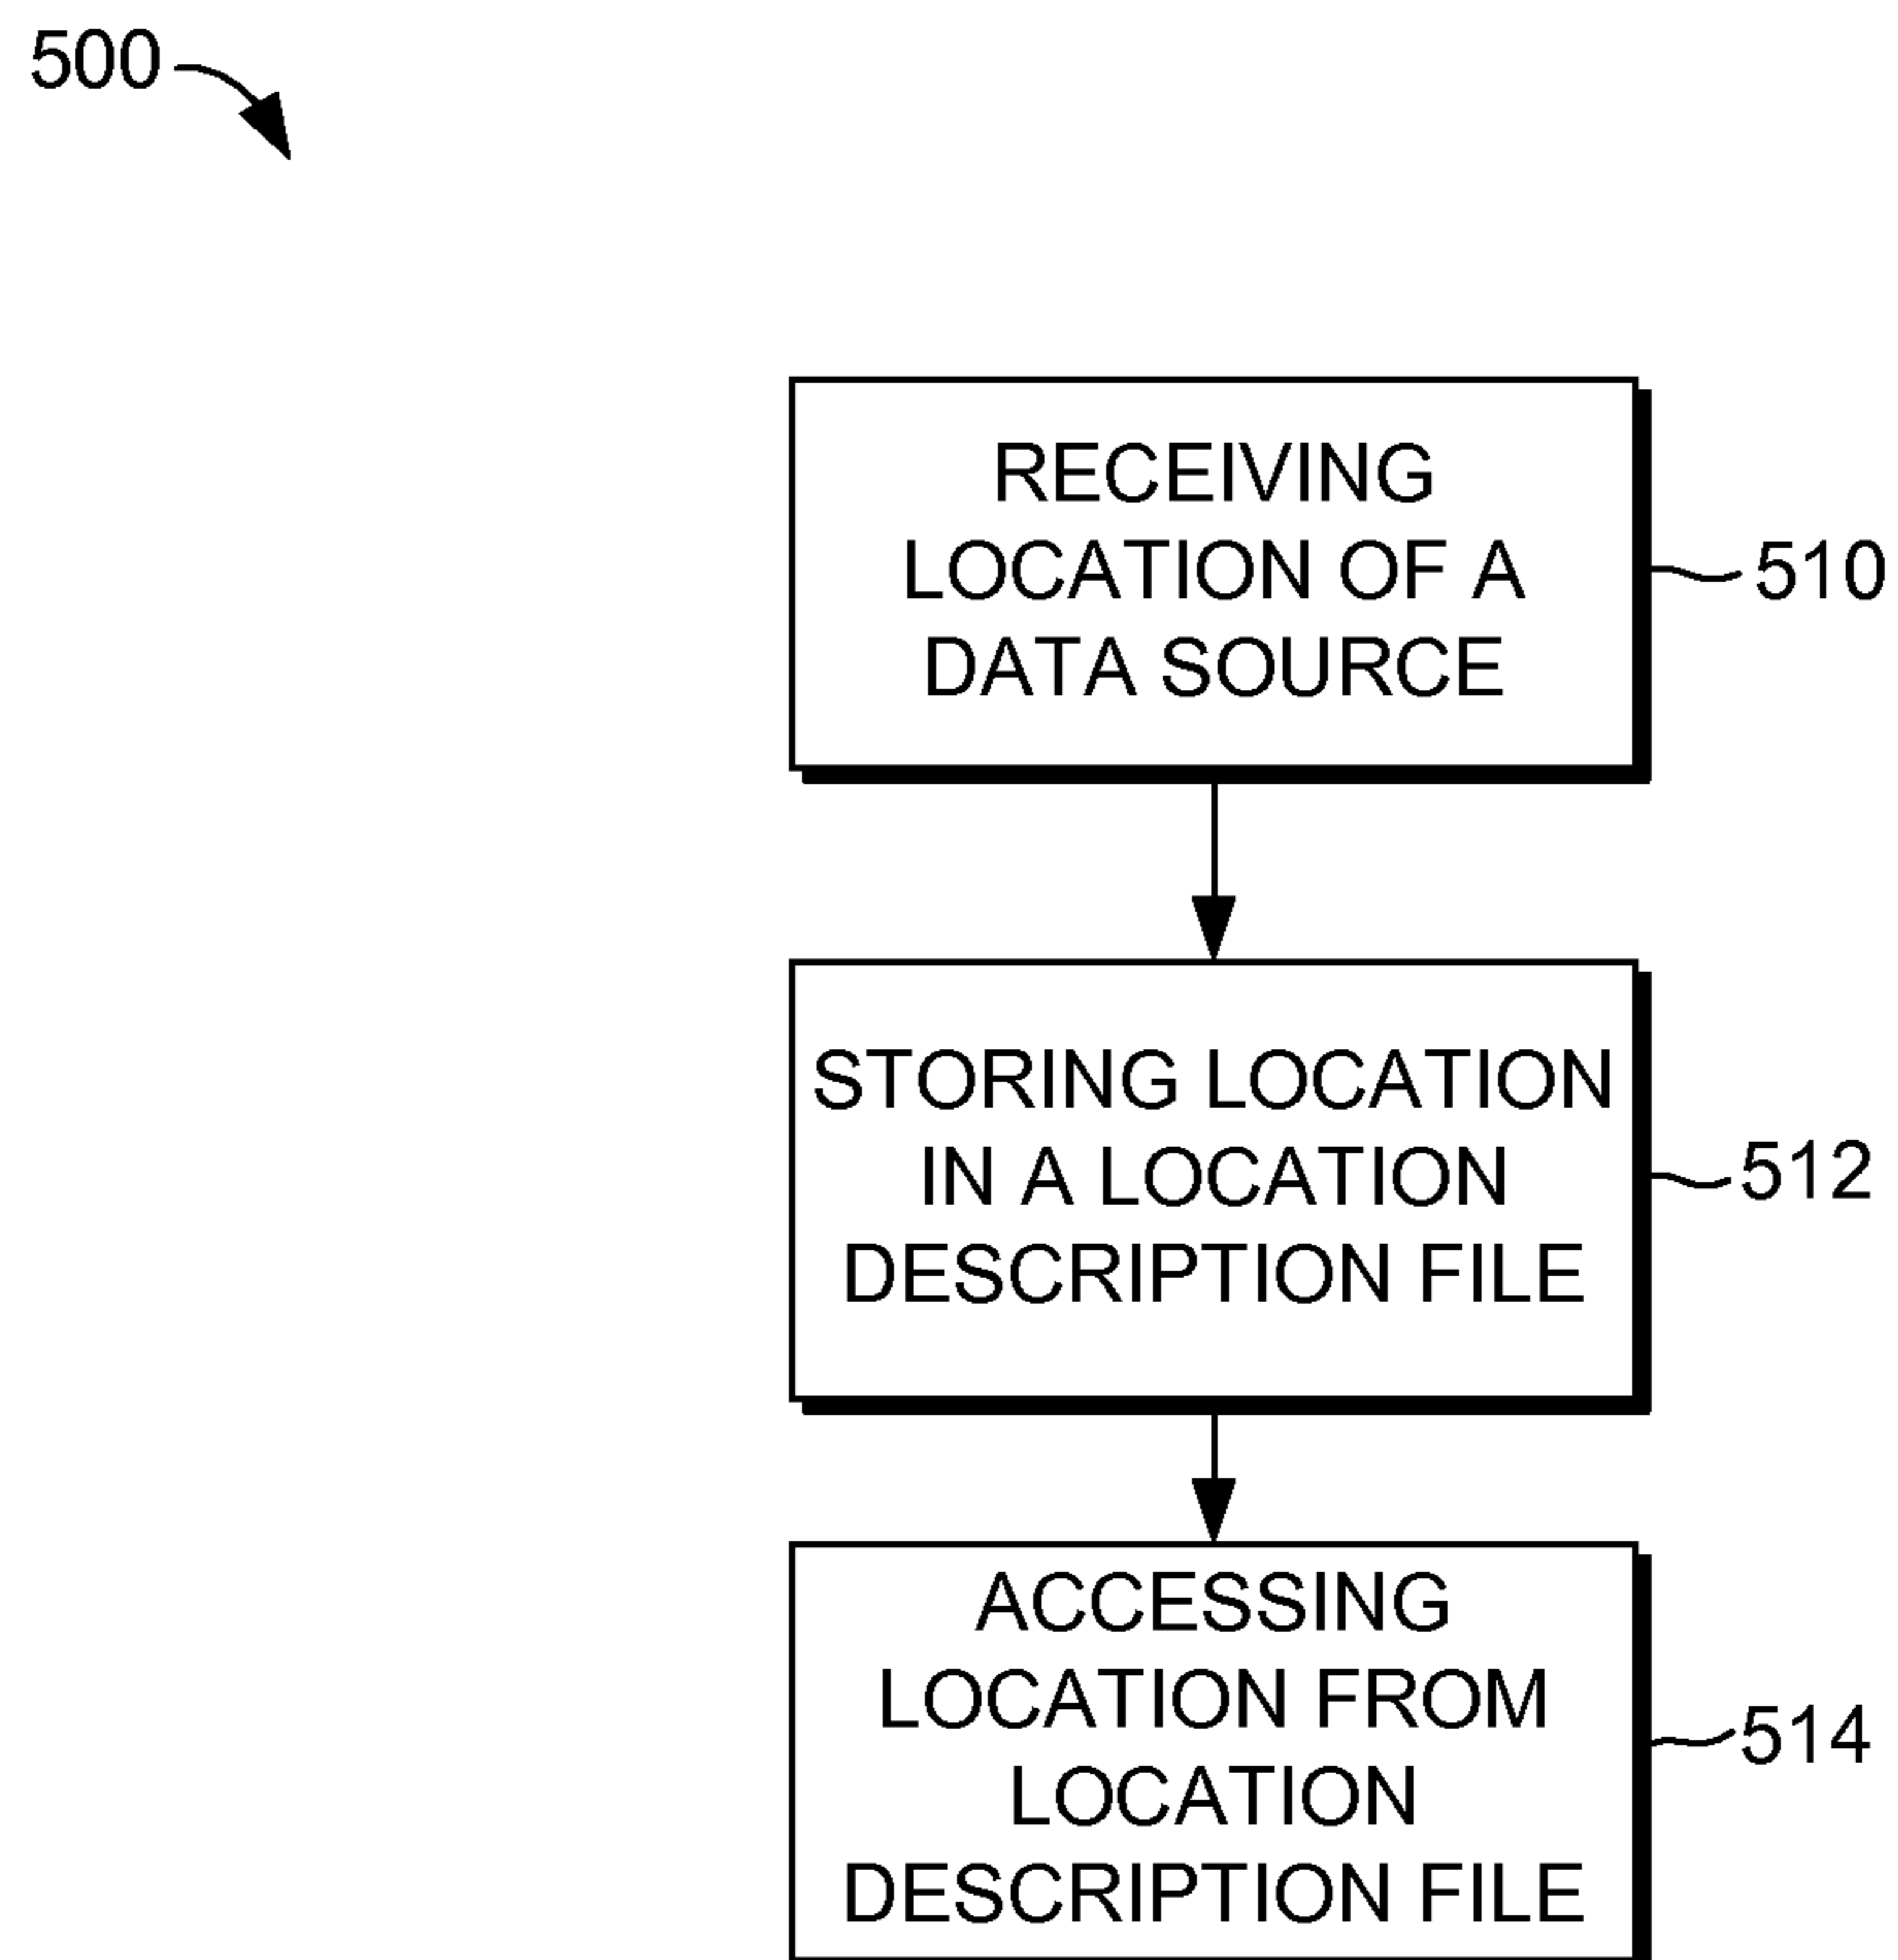 500
RECEIVING
LOCATION OF A
DATA SOURCE
510
STORING LOCATION
IN A LOCATION
DESCRIPTION FILE
512
ACCESSING
LOCATION FROM
LOCATION
DESCRIPTION FILE
514